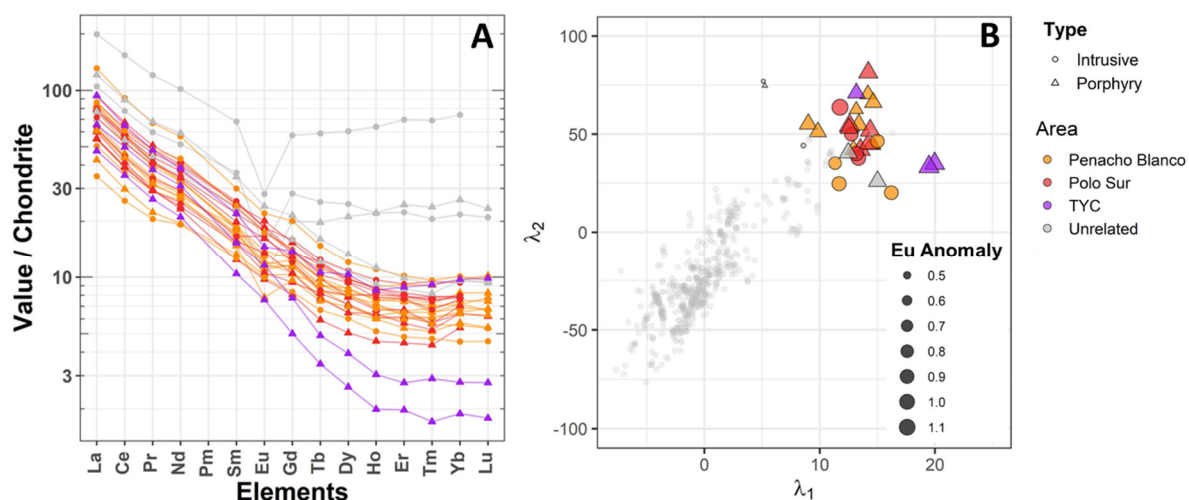 A
Value / Chondrite
100
30
10
3
La
Ce
Pr
Nd
Pm
Sm
Eu
Gd
Tb
Dy
Ho
Er
Tm
Yb
Lu
Elements
B
λ2
100
50
0
-50
-100
0
10
20
λ1
Eu Anomaly
0.5
0.6
0.7
0.8
0.9
1.0
1.1
Type
Intrusive
Porphyry
Area
Penacho Blanco
Polo Sur
TYC
Unrelated